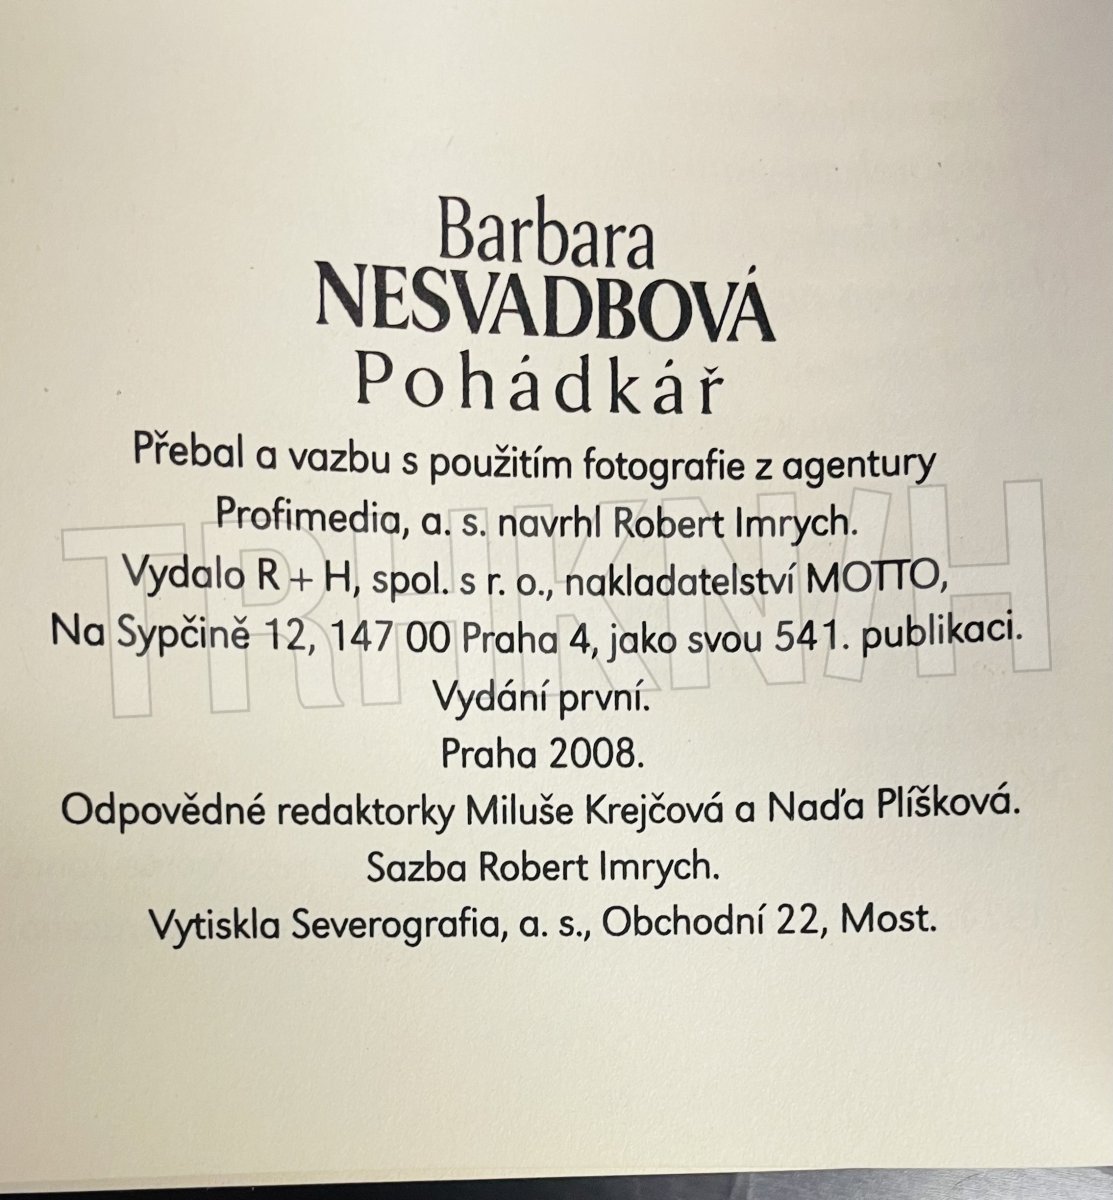 Barbara
NESVADBOVÁ
Pohádkář
Přebal a vazbu s použitím fotografie z agentury
Profimedia, a. s. navrhl Robert Imrych.
Vydalo R + H, spol. s r. o., nakladatelství MOTTO,
Na Sypčině 12, 147 00 Praha 4, jako svou 541. publikaci.
Vydání první.
Praha 2008.
Odpovědné redaktorky Miluše Krejčová a Naďa Plíšková.
Sazba Robert Imrych.
Vytiskla Severografia, a. s., Obchodní 22, Most.
TRHKNI/H